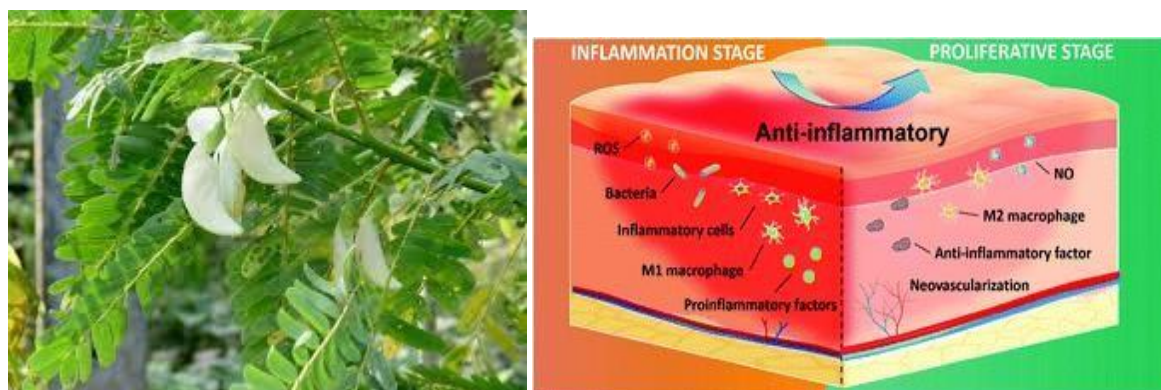 INFLAMMATION STAGE
PROLIFERATIVE STAGE
Anti-inflammatory
ROS
Bacteria
Inflammatory cells
M1 macrophage
Proinflammatory factors
NO
M2 macrophage
Anti-inflammatory factor
Neovascularization